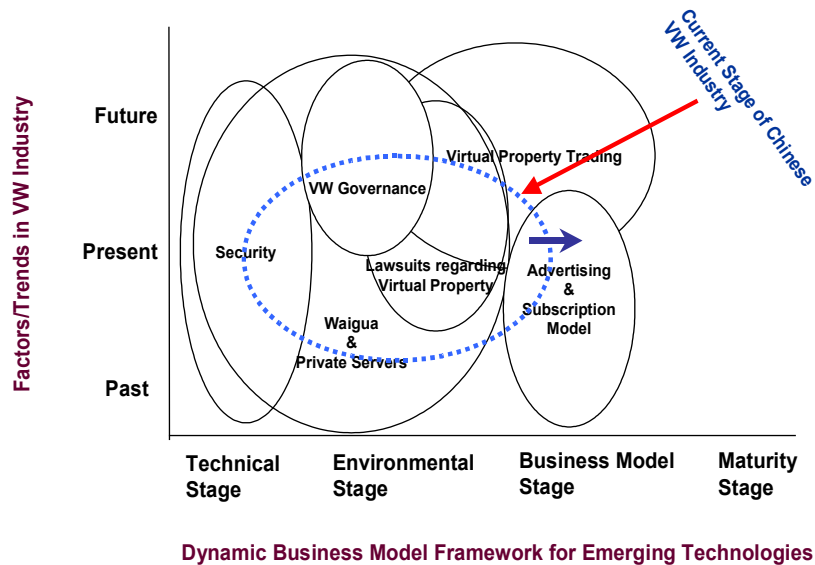 Current Stage of Chinese
VW Industry
Factors/Trends in VW Industry
Future
Present
Past
Virtual Property Trading
VW Governance
Security
Lawsuits regarding
Virtual Property
Advertising
&
Subscription
Model
Waigua
&
Private Servers
Technical
Stage
Environmental
Stage
Business Model
Stage
Maturity
Stage
Dynamic Business Model Framework for Emerging Technologies